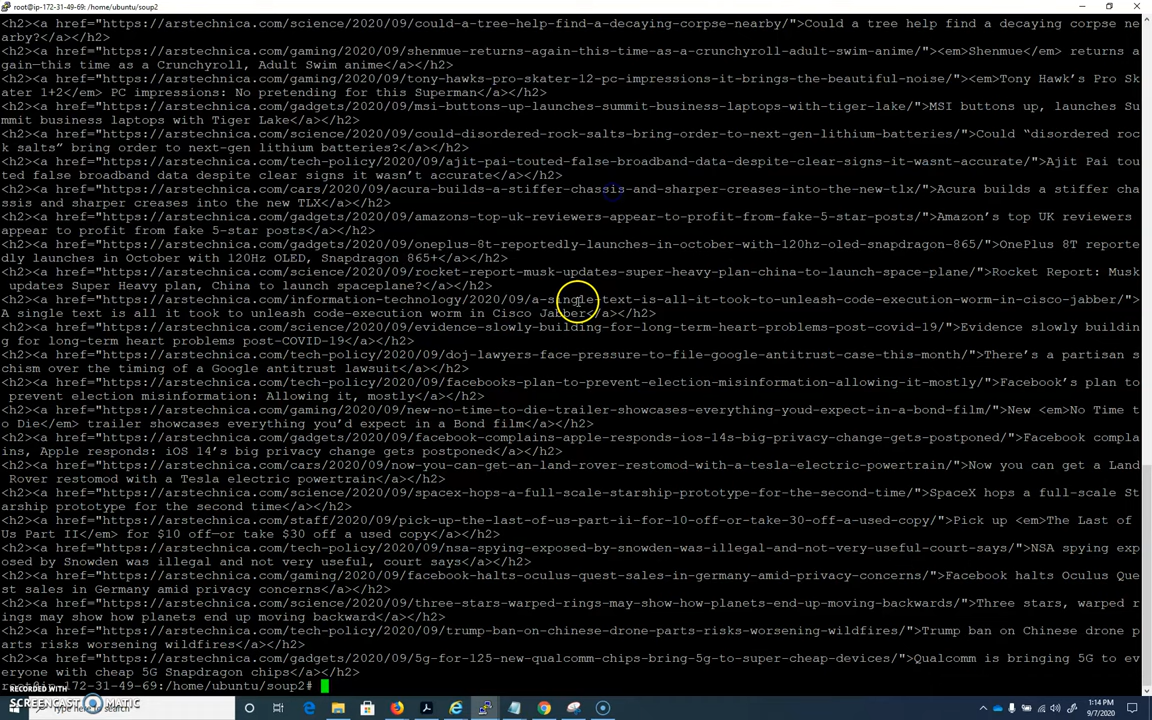 root@ip-172-31-49-69: /home/ubuntu/soup2
<h2><a href="https://arstechnica.com/science/2020/09/could-a-tree-help-find-a-decaying-corpse-nearby/">Could a tree help find a decaying corpse ne
arby?</a></h2>
<h2><a href="https://arstechnica.com/gaming/2020/09/shenmue-returns-again-this-time-as-a-crunchyroll-adult-swim-anime/"><em>Shenmue</em> returns a
gain—this time as a Crunchyroll, Adult Swim anime</a></h2>
<h2><a href="https://arstechnica.com/gaming/2020/09/tony-hawks-pro-skater-12-pc-impressions-it-brings-the-beautiful-noise/"><em>Tony Hawk’s Pro Sk
ater 1+2</em> PC impressions: No pretending for this Superman</a></h2>
<h2><a href="https://arstechnica.com/gadgets/2020/09/msi-buttons-up-launches-summit-business-laptops-with-tiger-lake/">MSI buttons up, launches Su
mmit business laptops with Tiger Lake</a></h2>
<h2><a href="https://arstechnica.com/science/2020/09/could-disordered-rock-salts-bring-order-to-next-gen-lithium-batteries/">Could “disordered roc
k salts” bring order to next-gen lithium batteries?</a></h2>
<h2><a href="https://arstechnica.com/tech-policy/2020/09/ajit-pai-touted-false-broadband-data-despite-clear-signs-it-wasnt-accurate/">Ajit Pai tou
ted false broadband data despite clear signs it wasn’t accurate</a></h2>
<h2><a href="https://arstechnica.com/cars/2020/09/acura-builds-a-stiffer-chassis-and-sharper-creases-into-the-new-tlx/">Acura builds a stiffer cha
ssis and sharper creases into the new TLX</a></h2>
<h2><a href="https://arstechnica.com/tech-policy/2020/09/amazons-top-uk-reviewers-appear-to-profit-from-fake-5-star-posts/">Amazon’s top UK reviewers
appear to profit from fake 5-star posts</a></h2>
<h2><a href="https://arstechnica.com/gadgets/2020/09/oneplus-8t-reportedly-launches-in-october-with-120hz-oled-snapdragon-865/">OnePlus 8T reporte
dly launches in October with 120Hz OLED, Snapdragon 865+</a></h2>
<h2><a href="https://arstechnica.com/science/2020/09/rocket-report-musk-updates-super-heavy-plan-china-to-launch-space-plane/">Rocket Report: Musk
updates Super Heavy plan, China to launch spaceplane?</a></h2>
<h2><a href="https://arstechnica.com/information-technology/2020/09/a-single-text-is-all-it-took-to-unleash-code-execution-worm-in-cisco-jabber/">
A single text is all it took to unleash code-execution worm in Cisco Jabber</a></h2>
<h2><a href="https://arstechnica.com/science/2020/09/evidence-slowly-building-for-long-term-heart-problems-post-covid-19/">Evidence slowly buildin
g for long-term heart problems post-COVID-19</a></h2>
<h2><a href="https://arstechnica.com/tech-policy/2020/09/doj-lawyers-face-pressure-to-file-google-antitrust-case-this-month/">There’s a partisan s
chism over the timing of a Google antitrust lawsuit</a></h2>
<h2><a href="https://arstechnica.com/tech-policy/2020/09/facebooks-plan-to-prevent-election-misinformation-allowing-it-mostly/">Facebook’s plan to
prevent election misinformation: Allowing it, mostly</a></h2>
<h2><a href="https://arstechnica.com/gaming/2020/09/new-no-time-to-die-trailer-showcases-everything-youd-expect-in-a-bond-film/">New <em>No Time t
o Die</em> trailer showcases everything you’d expect in a Bond film</a></h2>
<h2><a href="https://arstechnica.com/gadgets/2020/09/facebook-complains-apple-responds-ios-14s-big-privacy-change-gets-postponed/">Facebook compla
ins, Apple responds: iOS 14’s big privacy change gets postponed</a></h2>
<h2><a href="https://arstechnica.com/cars/2020/09/now-you-can-get-an-land-rover-restomod-with-a-tesla-electric-powertrain/">Now you can get a Land
Rover restomod with a Tesla electric powertrain</a></h2>
<h2><a href="https://arstechnica.com/science/2020/09/spacex-hops-a-full-scale-starship-prototype-for-the-second-time/">SpaceX hops a full-scale St
arship prototype for the second time</a></h2>
<h2><a href="https://arstechnica.com/staff/2020/09/pick-up-the-last-of-us-part-ii-for-10-off-or-take-30-off-a-used-copy/">Pick up <em>The Last of
Us Part II</em> for $10 off—or take $30 off a used copy</a></h2>
<h2><a href="https://arstechnica.com/tech-policy/2020/09/nsa-spying-exposed-by-snowden-was-illegal-and-not-very-useful-court-says/">NSA spying exp
osed by Snowden was illegal and not very useful, court says</a></h2>
<h2><a href="https://arstechnica.com/gaming/2020/09/facebook-halts-oculus-quest-sales-in-germany-amid-privacy-concerns/">Facebook halts Oculus Que
st sales in Germany amid privacy concerns</a></h2>
<h2><a href="https://arstechnica.com/science/2020/09/three-stars-warped-rings-may-show-how-planets-end-up-moving-backwards/">Three stars, warped r
ings may show how planets end up moving backward</a></h2>
<h2><a href="https://arstechnica.com/tech-policy/2020/09/trump-ban-on-chinese-drone-parts-risks-worsening-wildfires/">Trump ban on Chinese drone p
arts risks worsening wildfires</a></h2>
<h2><a href="https://arstechnica.com/gadgets/2020/09/5g-for-125-new-qualcomm-chips-bring-5g-to-super-cheap-devices/">Qualcomm is bringing 5G to ev
eryone with cheap 5G Snapdragon chips</a></h2>
root@ip-172-31-49-69:/home/ubuntu/soup2#
RECORDED WITH
SCREENCAST MATIC
1:14 PM
9/7/2020